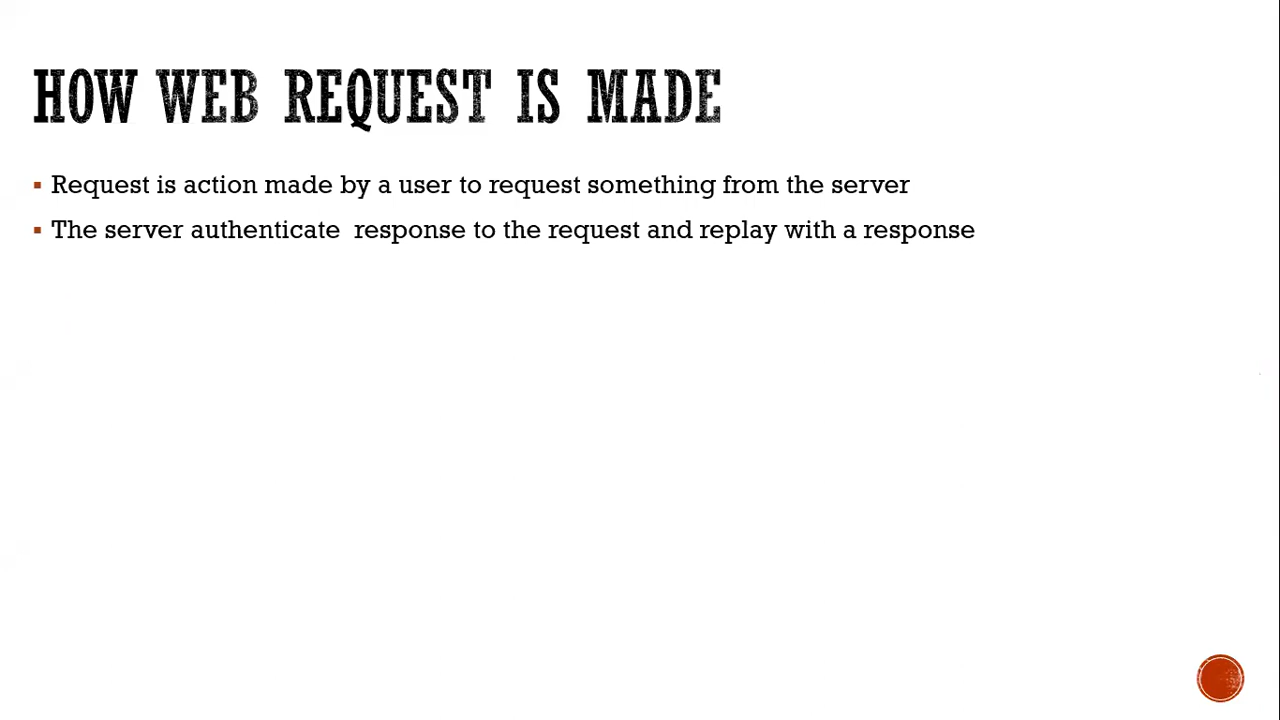 HOW WEB REQUEST IS MADE
▪ Request is action made by a user to request something from the server
▪ The server authenticate  response to the request and replay with a response